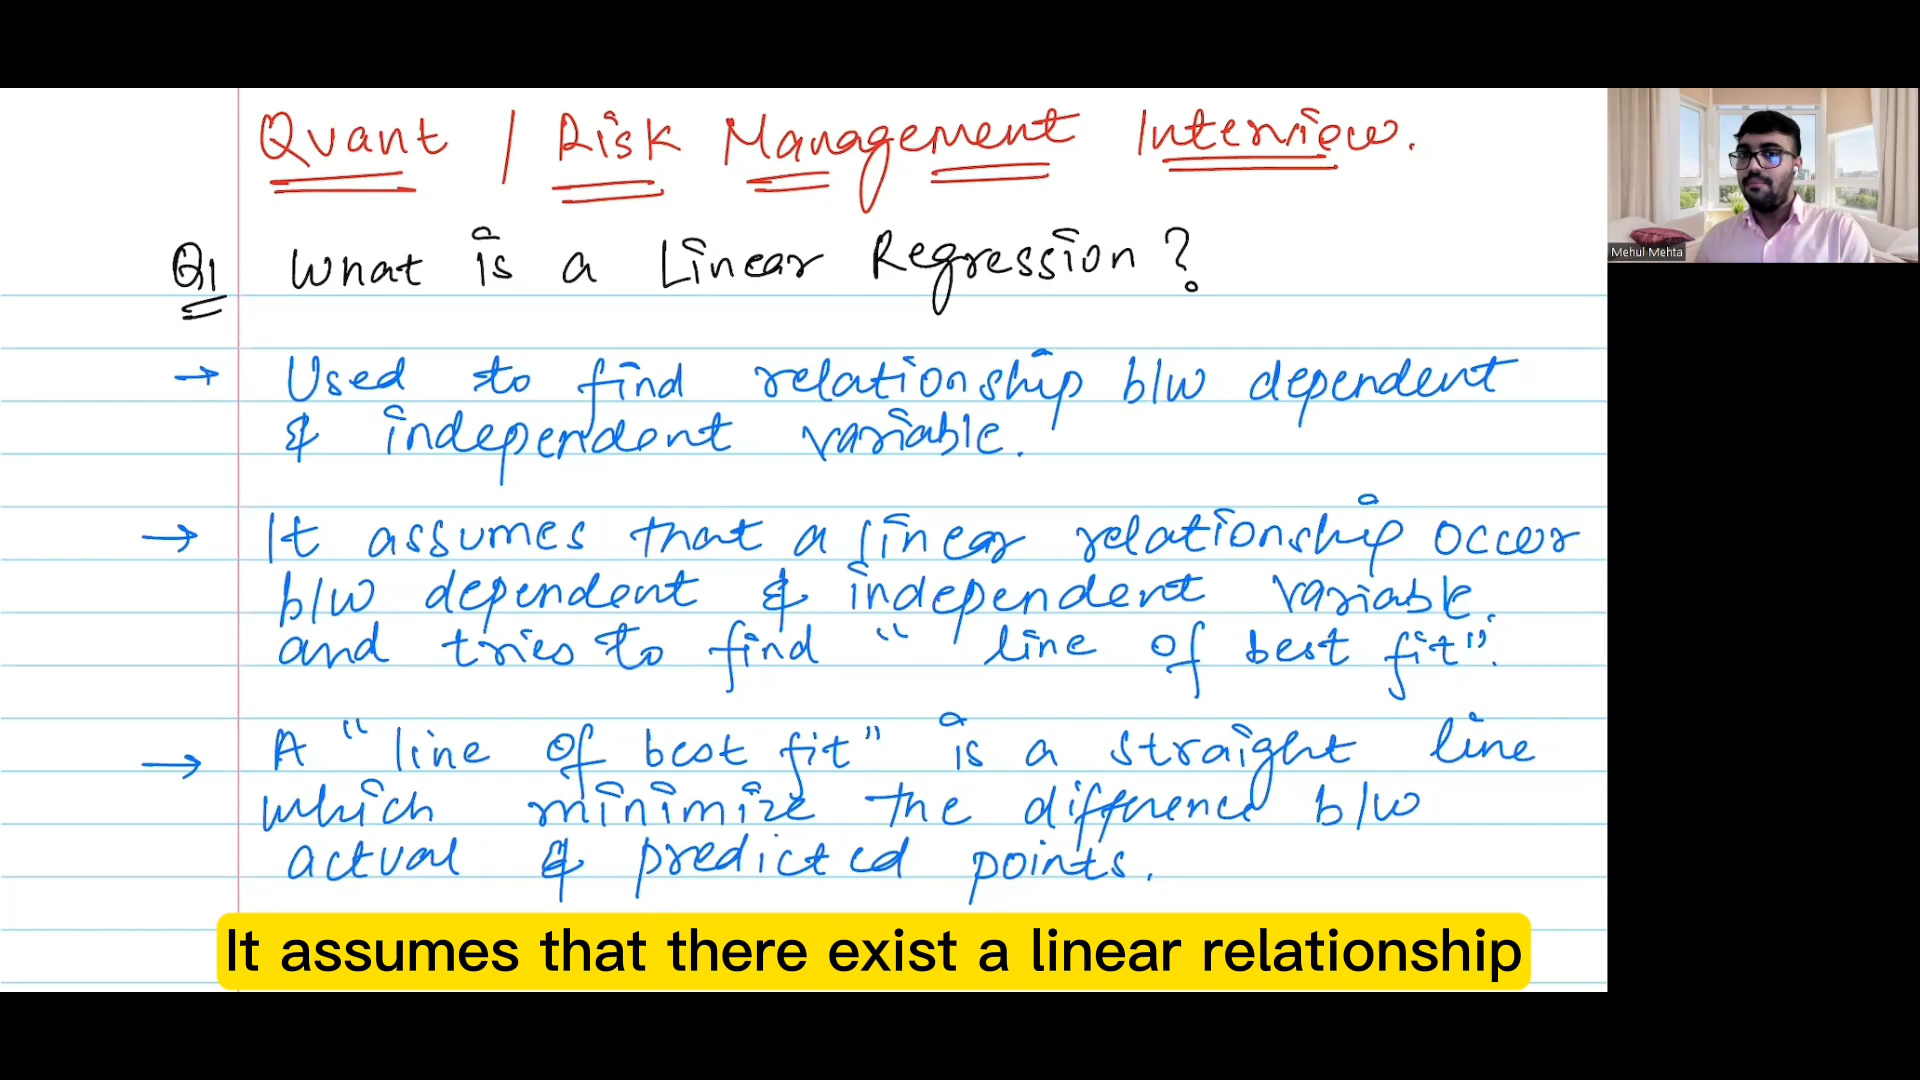 Quant / Risk Management Interview.
Q1 What is a Linear Regression?
→ Used to find relationship b/w dependent
& independent variable.
→ It assumes that a linear relationship occur
b/w dependent & independent variable.
and tries to find "line of best fit".
→ A "line of best fit" is a straight line
which minimize the difference b/w
actual & predicted points.
It assumes that there exist a linear relationship
Mehul Mehta